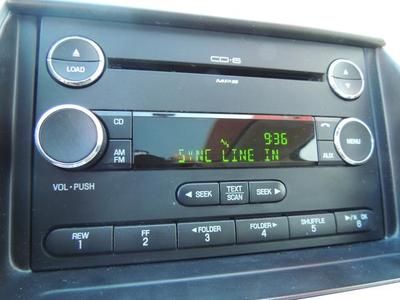 CD·6
MP3
LOAD
CD
AM
FM
9:36
SYNC LINE IN
AUX
MENU
VOL • PUSH
SEEK
TEXT
SCAN
SEEK
REW
1
FF
2
FOLDER
3
FOLDER
4
SHUFFLE
5
OK
6